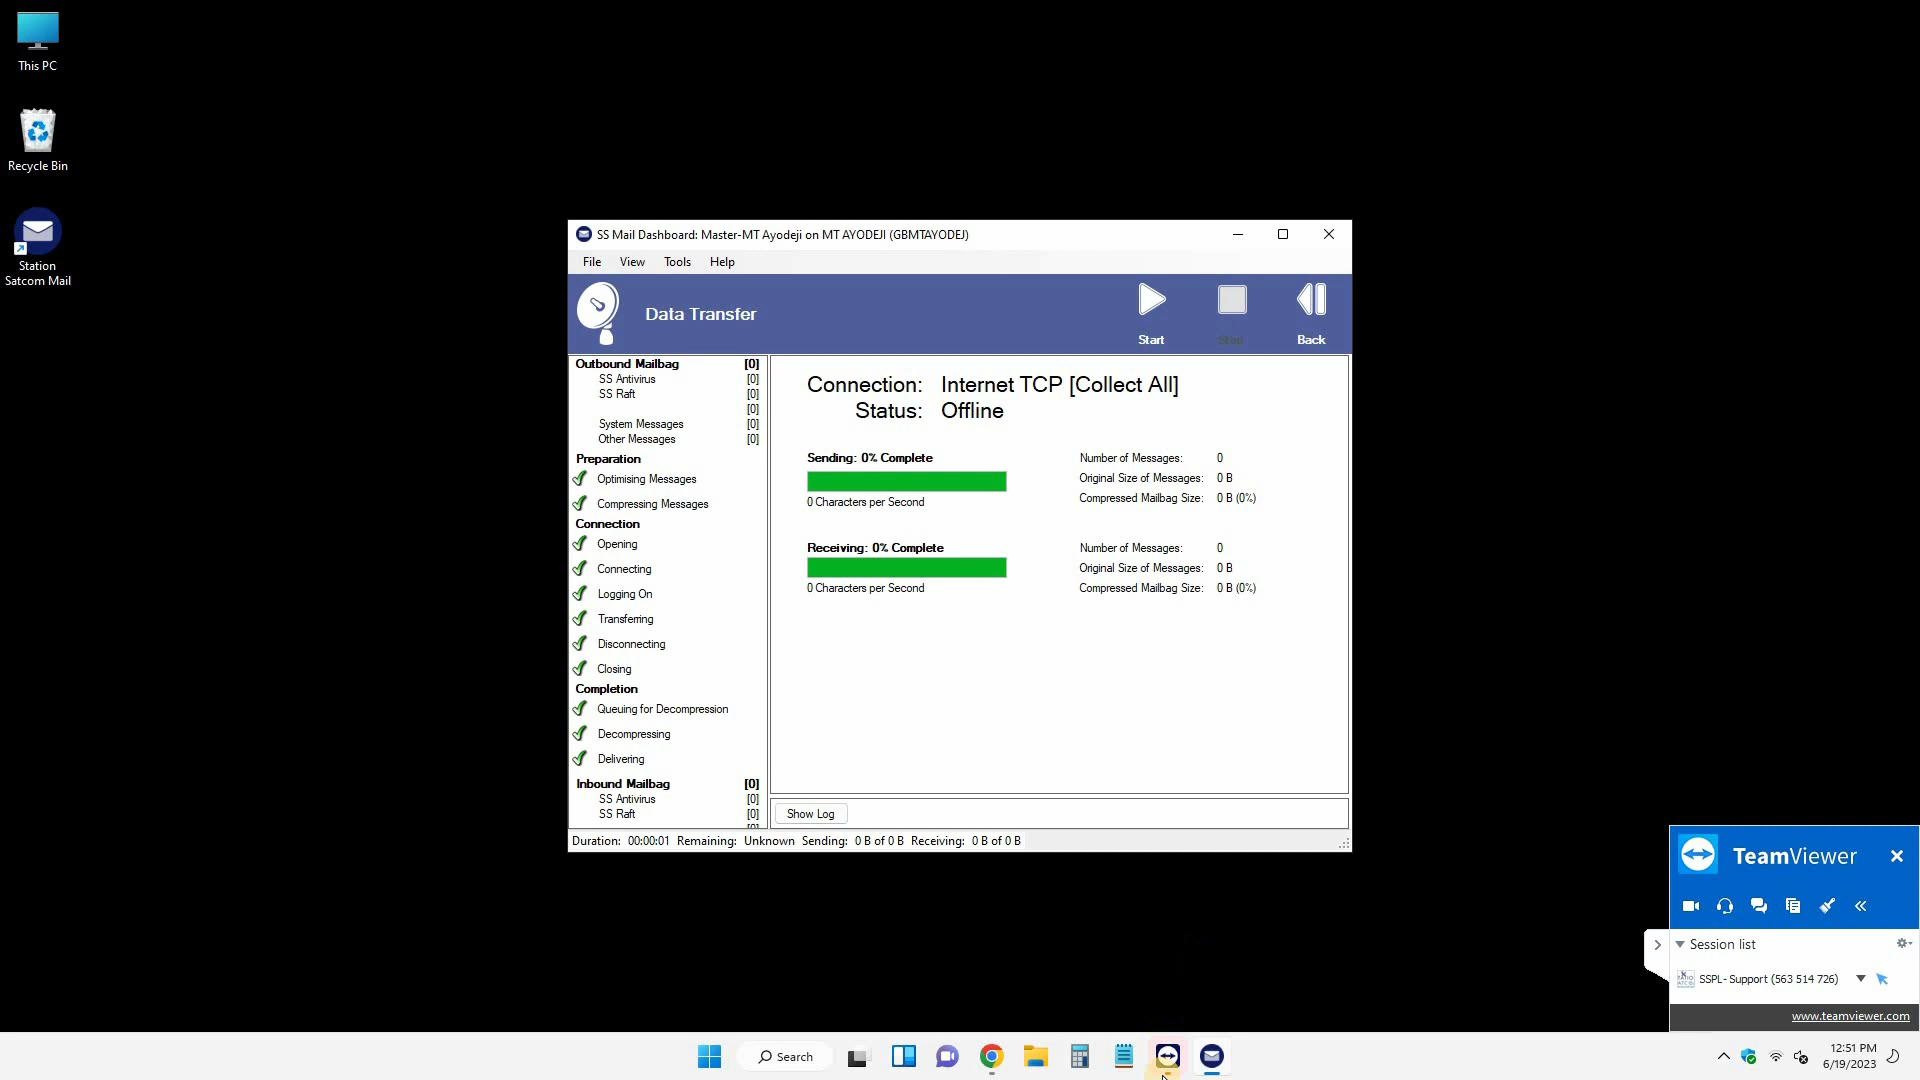 This PC
Recycle Bin
Station
Satcom Mail
SS Mail Dashboard: Master-MT Ayodeji on MT AYODEJI (GBMTAYODEJ)
File View Tools Help
Data Transfer
Start Stop Back
Outbound Mailbag [0]
SS Antivirus [0]
SS Raft [0]
[0]
System Messages [0]
Other Messages [0]
Preparation
Optimising Messages
Compressing Messages
Connection
Opening
Connecting
Logging On
Transferring
Disconnecting
Closing
Completion
Queuing for Decompression
Decompressing
Delivering
Inbound Mailbag [0]
SS Antivirus [0]
SS Raft [0]
Connection: Internet TCP [Collect All]
Status: Offline
Sending: 0% Complete
0 Characters per Second
Number of Messages: 0
Original Size of Messages: 0 B
Compressed Mailbag Size: 0 B (0%)
Receiving: 0% Complete
0 Characters per Second
Number of Messages: 0
Original Size of Messages: 0 B
Compressed Mailbag Size: 0 B (0%)
Show Log
Duration: 00:00:01 Remaining: Unknown Sending: 0 B of 0 B Receiving: 0 B of 0 B
TeamViewer
Session list
SSPL- Support (563 514 726)
www.teamviewer.com
Search
12:51 PM
6/19/2023